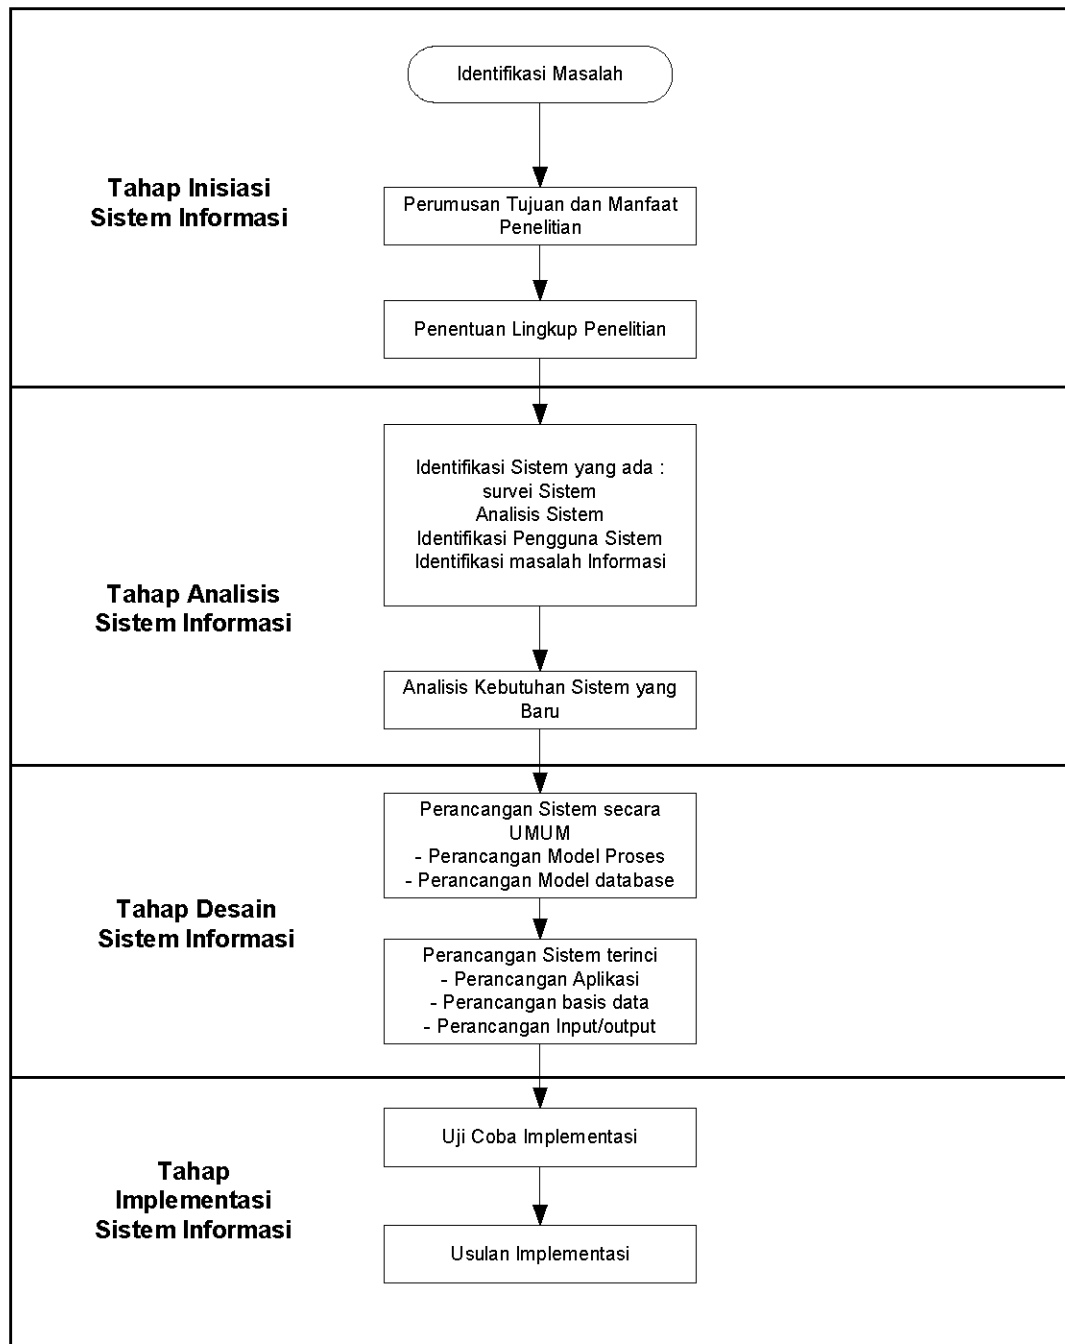 Identifikasi Masalah
Tahap Inisiasi
Sistem Informasi
Perumusan Tujuan dan Manfaat
Penelitian
Penentuan Lingkup Penelitian
Identifikasi Sistem yang ada :
survei Sistem
Analisis Sistem
Identifikasi Pengguna Sistem
Identifikasi masalah Informasi
Tahap Analisis
Sistem Informasi
Analisis Kebutuhan Sistem yang
Baru
Perancangan Sistem secara
UMUM
- Perancangan Model Proses
- Perancangan Model database
Tahap Desain
Sistem Informasi
Perancangan Sistem terinci
- Perancangan Aplikasi
- Perancangan basis data
- Perancangan Input/output
Uji Coba Implementasi
Tahap
Implementasi
Sistem Informasi
Usulan Implementasi